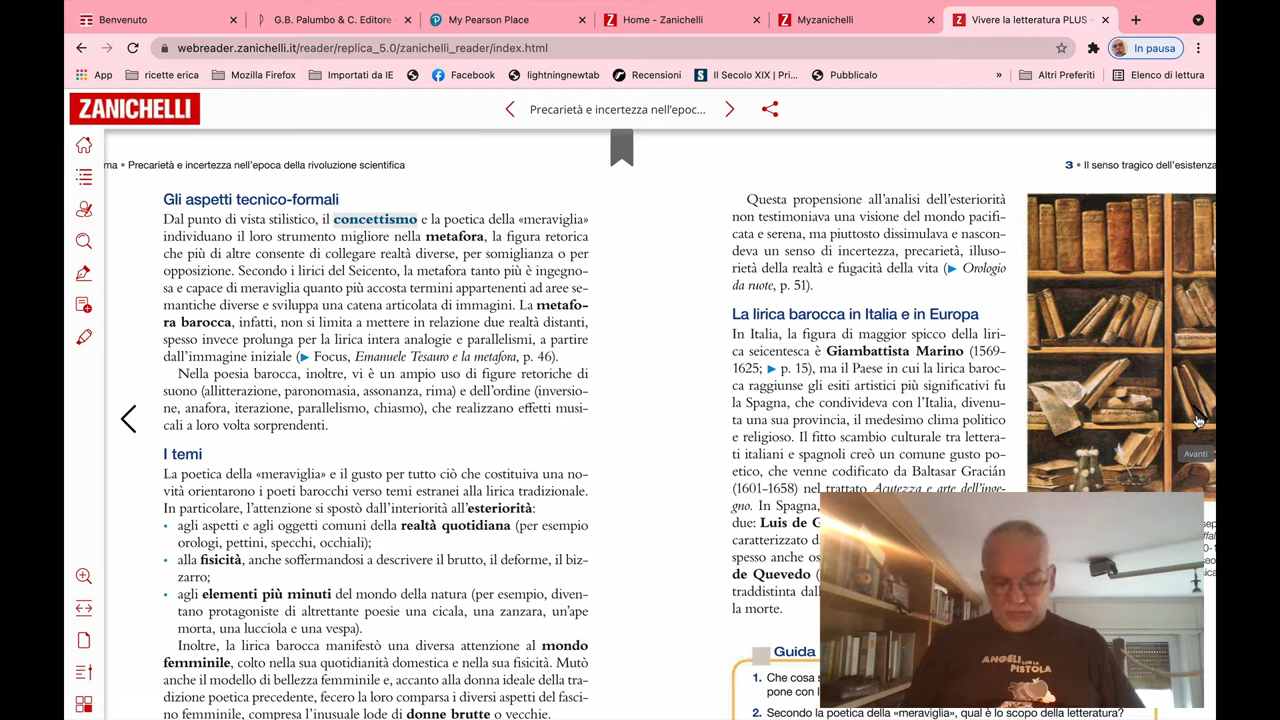 Benvenuto
G.B. Palumbo & C. Editore -
My Pearson Place
Home - Zanichelli
Myzanichelli
Vivere la letteratura PLUS -
webreader.zanichelli.it/reader/replica_5.0/zanichelli_reader/index.html
In pausa
App
ricette erica
Mozilla Firefox
Importati da IE
Facebook
lightningnewtab
Recensioni
Il Secolo XIX | Pri...
Pubblicalo
»
Altri Preferiti
Elenco di lettura
ZANICHELLI
Precarietà e incertezza nell'epoc...
ma • Precarietà e incertezza nell'epoca della rivoluzione scientifica
Gli aspetti tecnico-formali
Dal punto di vista stilistico, il concettismo e la poetica della «meraviglia»
individuano il loro strumento migliore nella metafora, la figura retorica
che più di altre consente di collegare realtà diverse, per somiglianza o per
opposizione. Secondo i lirici del Seicento, la metafora tanto più è ingegno-
sa e capace di meraviglia quanto più accosta termini appartenenti ad aree se-
mantiche diverse e sviluppa una catena articolata di immagini. La metafo-
ra barocca, infatti, non si limita a mettere in relazione due realtà distanti,
spesso invece prolunga per la lirica intera analogie e parallelismi, a partire
dall'immagine iniziale (▶ Focus, Emanuele Tesauro e la metafora, p. 46).
Nella poesia barocca, inoltre, vi è un ampio uso di figure retoriche di
suono (allitterazione, paronomasia, assonanza, rima) e dell'ordine (inversio-
ne, anafora, iterazione, parallelismo, chiasmo), che realizzano effetti musi-
cali a loro volta sorprendenti.
I temi
La poetica della «meraviglia» e il gusto per tutto ciò che costituiva una no-
vità orientarono i poeti barocchi verso temi estranei alla lirica tradizionale.
In particolare, l'attenzione si spostò dall'interiorità all'esteriorità:
• agli aspetti e agli oggetti comuni della realtà quotidiana (per esempio
orologi, pettini, specchi, occhiali);
• alla fisicità, anche soffermandosi a descrivere il brutto, il deforme, il biz-
zarro;
• agli elementi più minuti del mondo della natura (per esempio, diven-
tano protagoniste di altrettante poesie una cicala, una zanzara, un'ape
morta, una lucciola e una vespa).
Inoltre, la lirica barocca manifestò una diversa attenzione al mondo
femminile, colto nella sua quotidianità domestica e nella sua fisicità. Mutò
anche il modello di bellezza femminile e, accanto alla donna ideale della tra-
dizione poetica precedente, fecero la loro comparsa i diversi aspetti del fasci-
no femminile, compresa l'inusuale lode di donne brutte o vecchie.
3 • Il senso tragico dell'esistenza
Questa propensione all'analisi dell'esteriorità
non testimoniava una visione del mondo pacifi-
cata e serena, ma piuttosto dissimulava e nascon-
deva un senso di incertezza, precarietà, illuso-
rietà della realtà e fugacità della vita (▶ Orologio
da ruote, p. 51).
La lirica barocca in Italia e in Europa
In Italia, la figura di maggior spicco della liri-
ca seicentesca è Giambattista Marino (1569-
1625; ▶ p. 15), ma il Paese in cui la lirica baroc-
ca raggiunse gli esiti artistici più significativi fu
la Spagna, che condivideva con l'Italia, divenu-
ta una sua provincia, il medesimo clima politico
e religioso. Il fitto scambio culturale tra lettera-
ti italiani e spagnoli creò un comune gusto po-
etico, che venne codificato da Baltasar Gracián
(1601-1658) nel trattato Acutezza e arte dell'inge-
gno. In Spagna,
due: Luis de G
caratterizzato da
spesso anche os
de Quevedo (
traddistinta dall
la morte.
Avanti
Guida
1. Che cosa s
pone con l
2. Secondo la poetica della «meraviglia», qual è lo scopo della letteratura?
ANGELI CON LA
PISTOLA